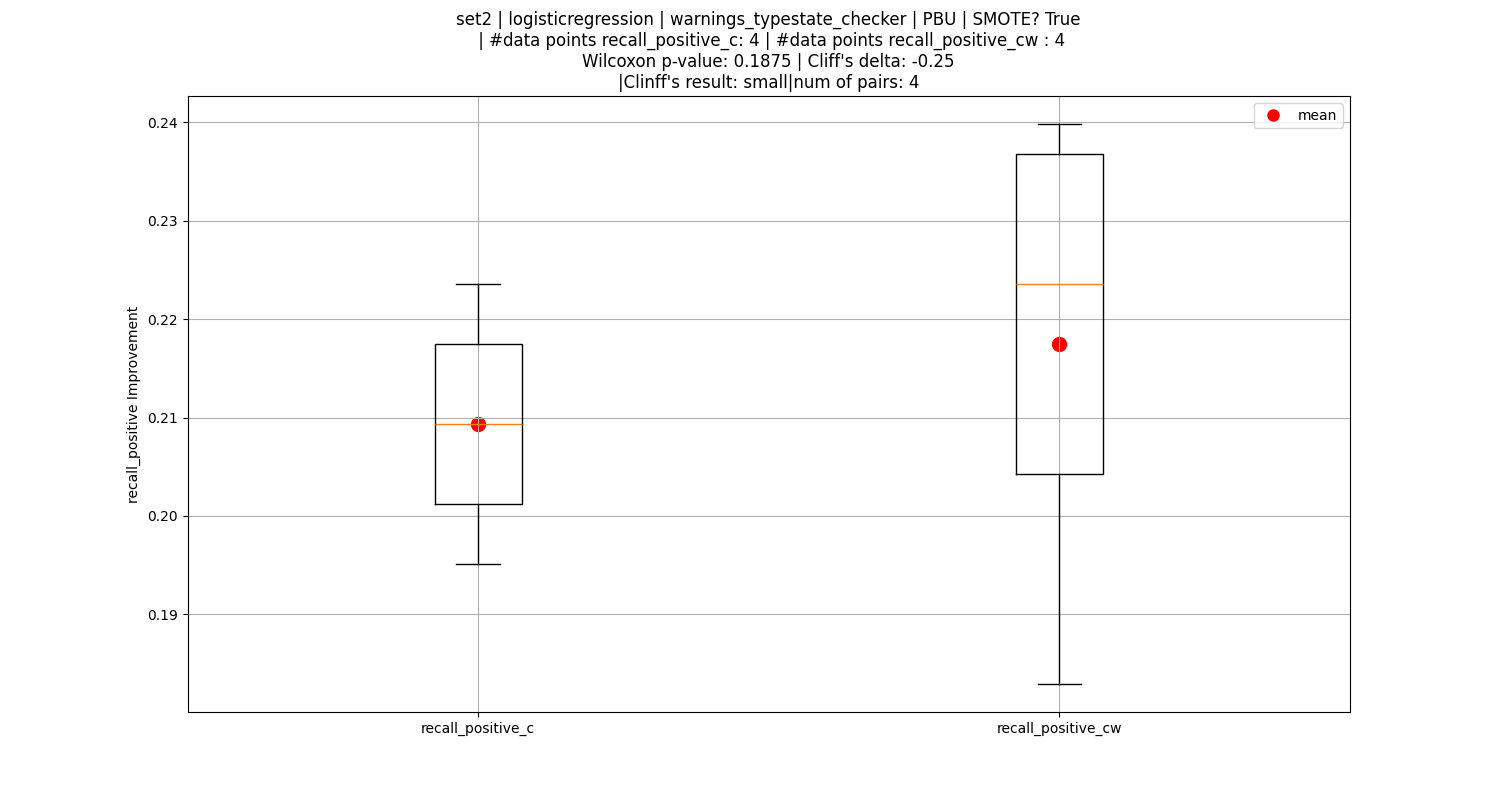 set2 | logisticregression | warnings_typestate_checker | PBU | SMOTE? True
| #data points recall_positive_c: 4 | #data points recall_positive_cw : 4
Wilcoxon p-value: 0.1875 | Cliff's delta: -0.25
|Clinff's result: small|num of pairs: 4
mean
0.24
0.23
0.22
0.21
0.20
0.19
recall_positive Improvement
recall_positive_c
recall_positive_cw